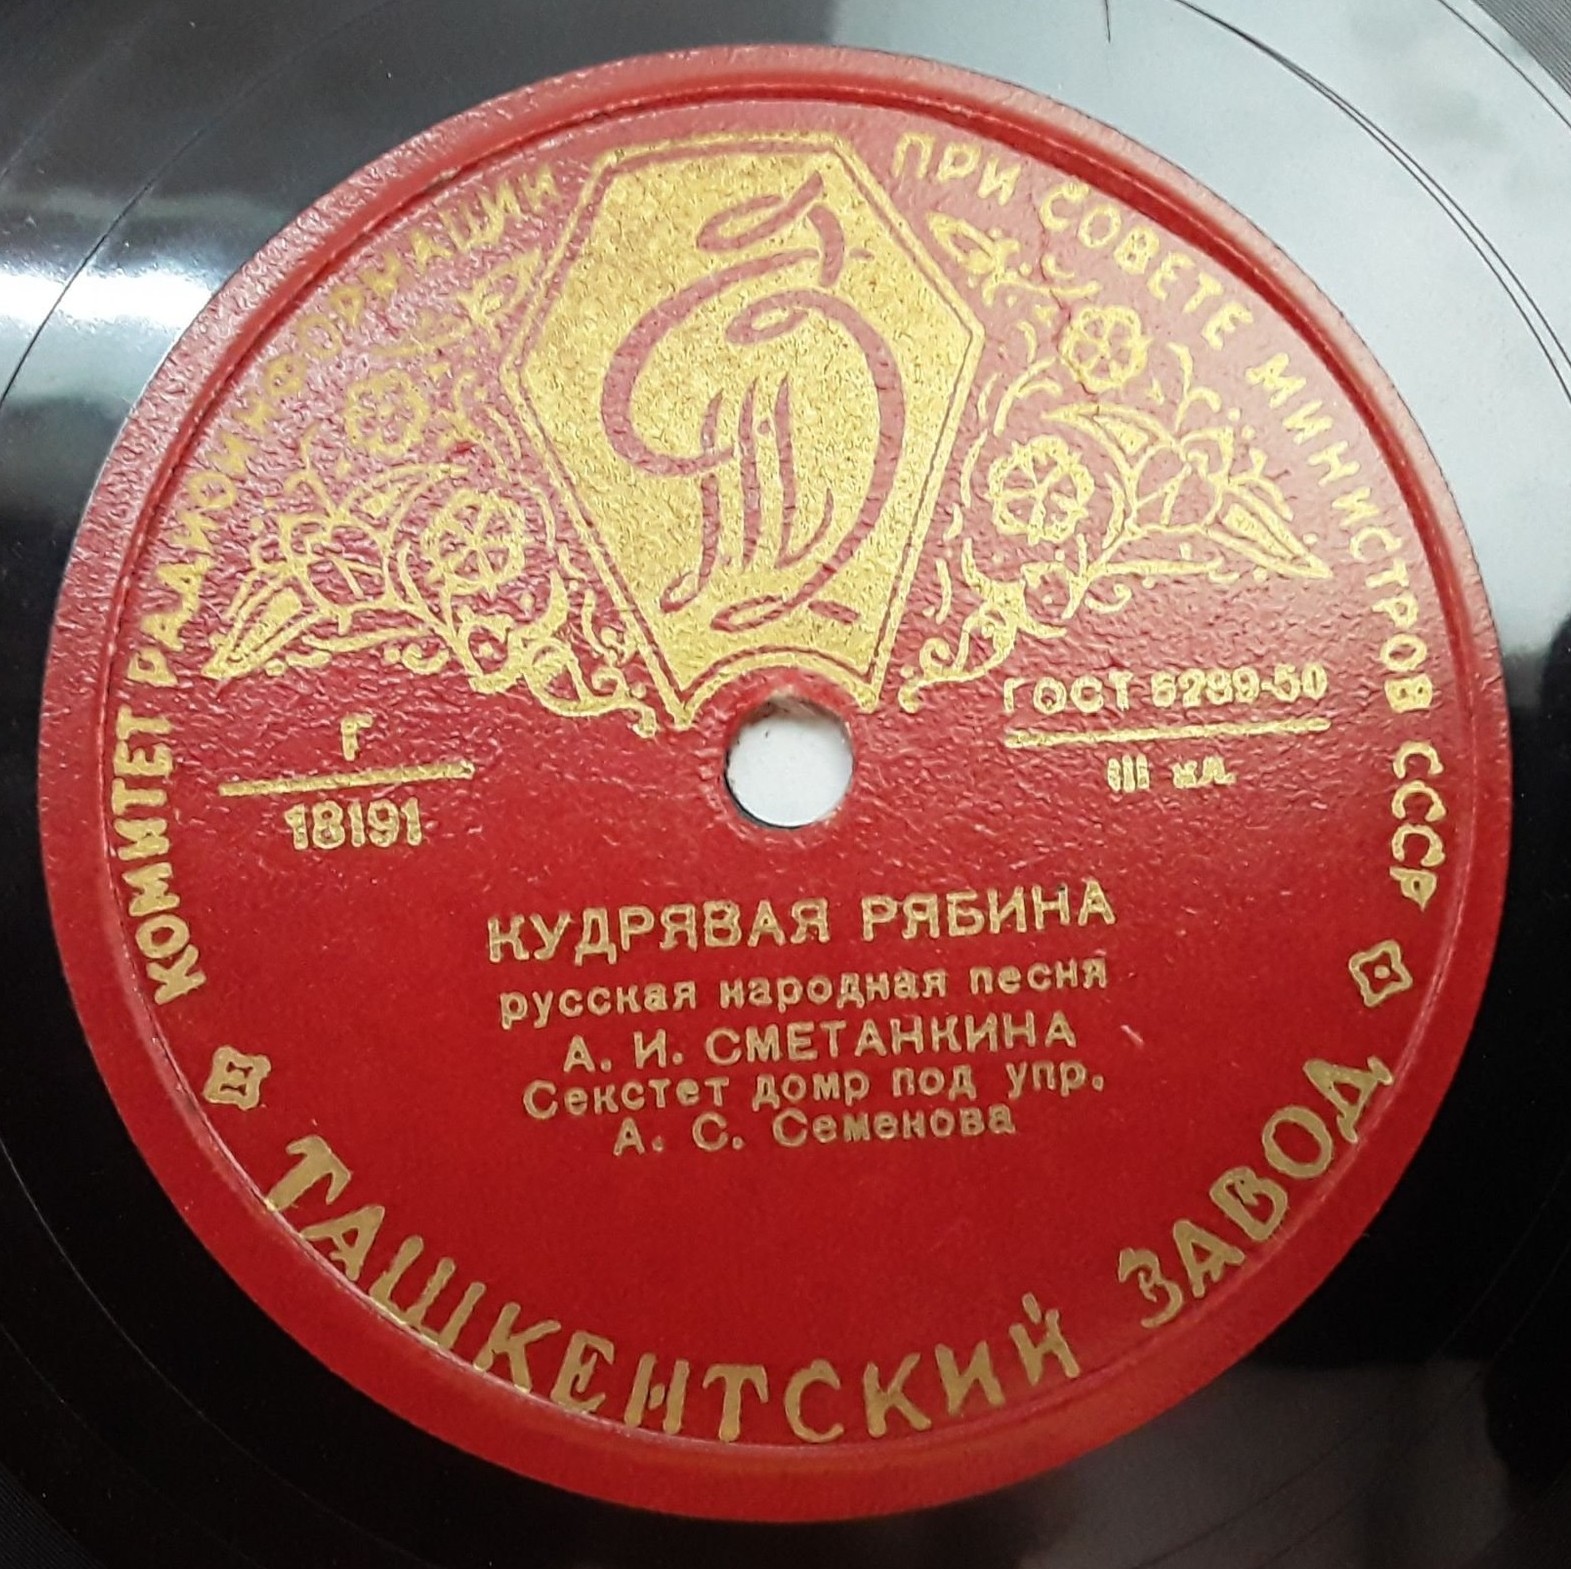 КОМИТЕТ РАДИОИНФОРМАЦИИ ПРИ СОВЕТЕ МИНИСТРОВ СССР
Д
Г
18191
ГОСТ 5289-50
III кл.
КУДРЯВАЯ РЯБИНА
русская народная песня
А. И. СМЕТАНКИНА
Секстет домр под упр.
А. С. Семенова
ТАШКЕНТСКИЙ ЗАВОД